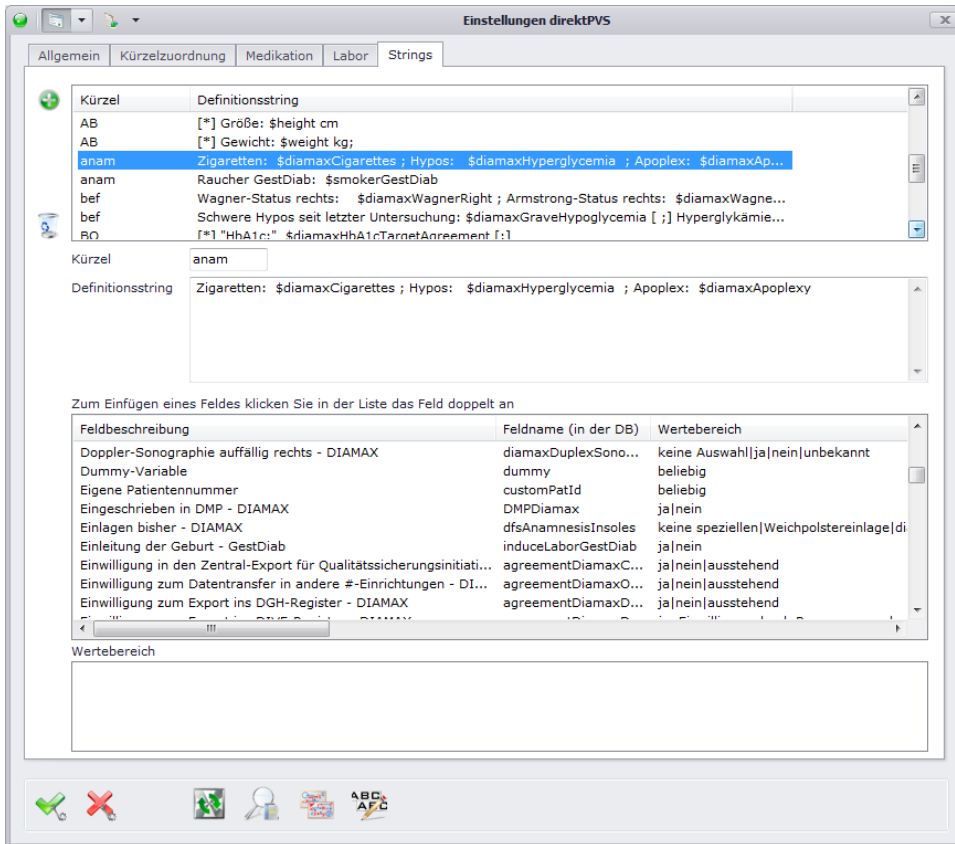 Einstellungen direktPVS
Allgemein Kürzelzuordnung Medikation Labor Strings
Kürzel Definitionsstring
AB [*] Größe: $height cm
AB [*] Gewicht: $weight kg;
anam Zigaretten: $diamaxCigarettes ; Hypos: $diamaxHyperglycemia ; Apoplex: $diamaxAp...
anam Raucher GestDiab: $smokerGestDiab
bef Wagner-Status rechts: $diamaxWagnerRight ; Armstrong-Status rechts: $diamaxWagne...
bef Schwere Hypos seit letzter Untersuchung: $diamaxGraveHypoglycemia [ ;] Hyperglykämie...
BO [*] "HbA1c:" $diamaxHbA1cTargetAgreement [;]
Kürzel anam
Definitionsstring Zigaretten: $diamaxCigarettes ; Hypos: $diamaxHyperglycemia ; Apoplex: $diamaxApoplexy
Zum Einfügen eines Feldes klicken Sie in der Liste das Feld doppelt an
Feldbeschreibung Feldname (in der DB) Wertebereich
Doppler-Sonographie auffällig rechts - DIAMAX diamaxDuplexSono... keine Auswahl|ja|nein|unbekannt
Dummy-Variable dummy beliebig
Eigene Patientennummer customPatId beliebig
Eingeschrieben in DMP - DIAMAX DMPDiamax ja|nein
Einlagen bisher - DIAMAX dfsAnamnesisInsoles keine speziellen|Weichpolstereinlage|di
Einleitung der Geburt - GestDiab induceLaborGestDiab ja|nein
Einwilligung in den Zentral-Export für Qualitätssicherungsinitiati... agreementDiamaxC... ja|nein|ausstehend
Einwilligung zum Datentransfer in andere #-Einrichtungen - DI... agreementDiamaxO... ja|nein|ausstehend
Einwilligung zum Export ins DGH-Register - DIAMAX agreementDiamaxD... ja|nein|ausstehend
Wertebereich